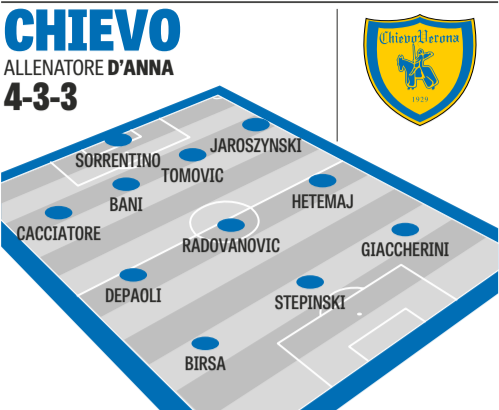 CHIEVO
ALLENATORE D'ANNA
4-3-3
ChievoVerona
1929
SORRENTINO
JAROSZYNSKI
TOMOVIC
BANI
HETEMAJ
CACCIATORE
RADOVANOVIC
GIACCHERINI
DEPAOLI
STEPINSKI
BIRSA